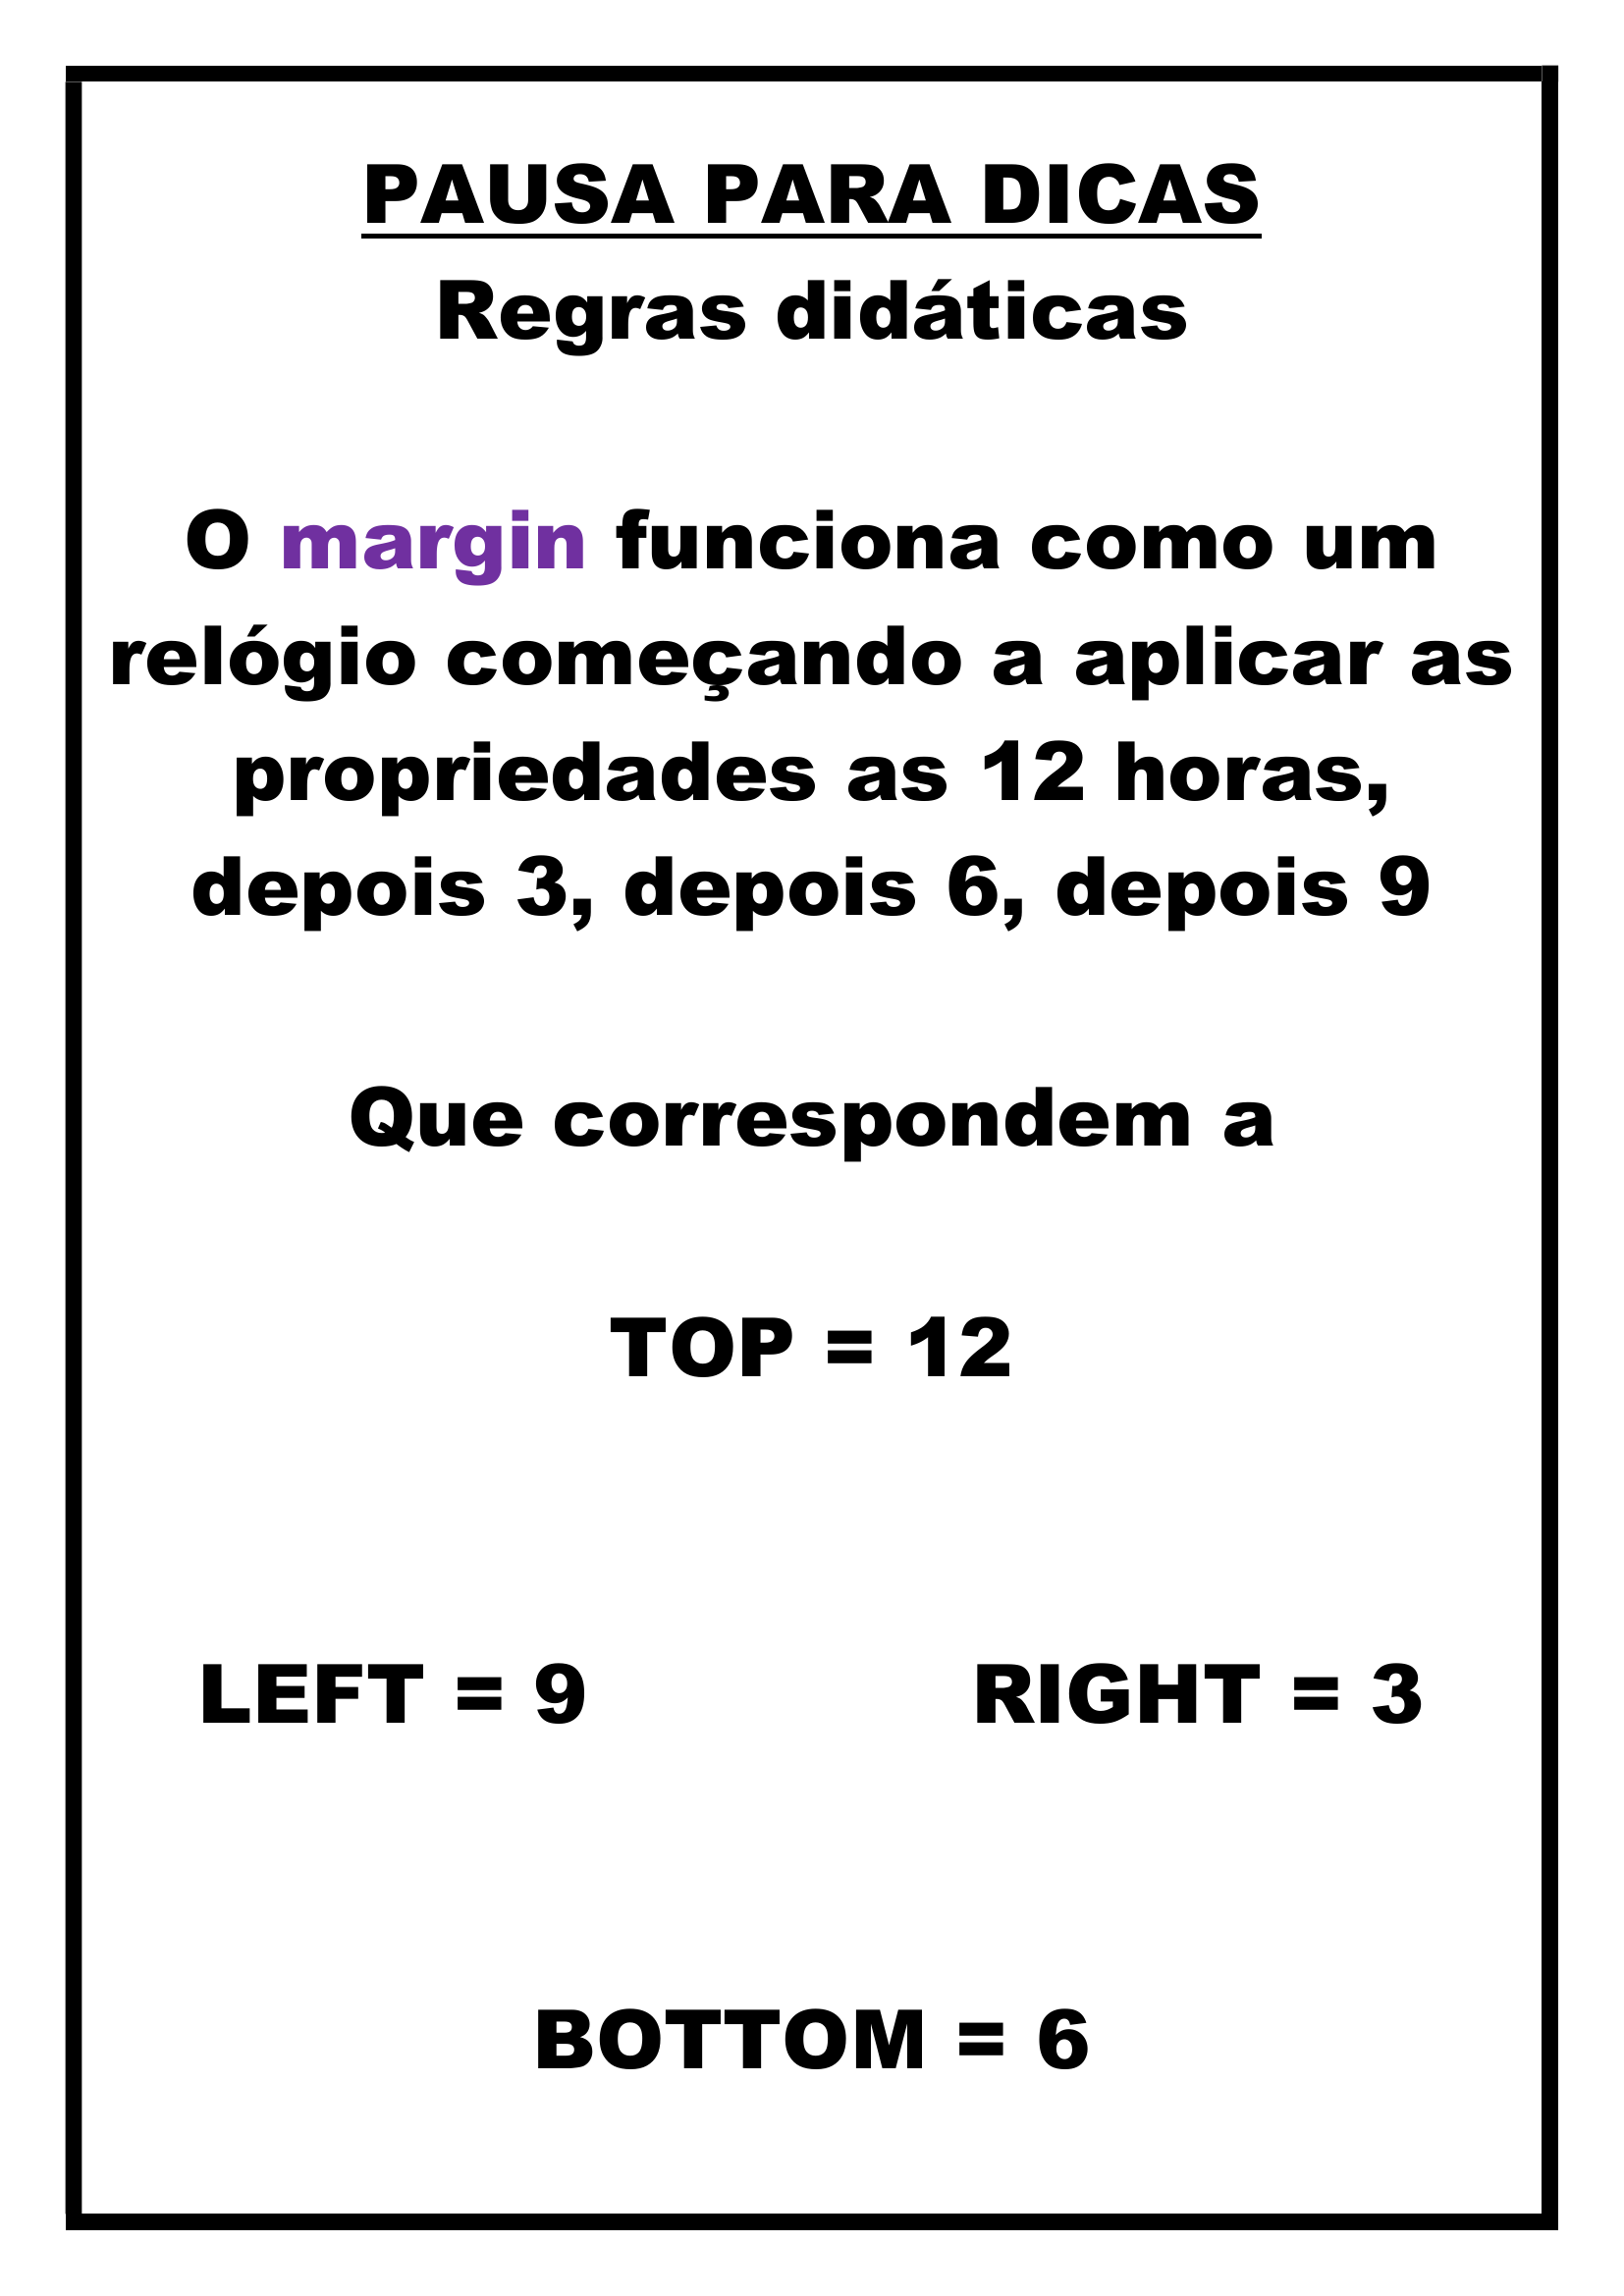 PAUSA PARA DICAS
Regras didáticas
O margin funciona como um
relógio começando a aplicar as
propriedades as 12 horas,
depois 3, depois 6, depois 9
Que correspondem a
TOP = 12
LEFT = 9 RIGHT = 3
BOTTOM = 6